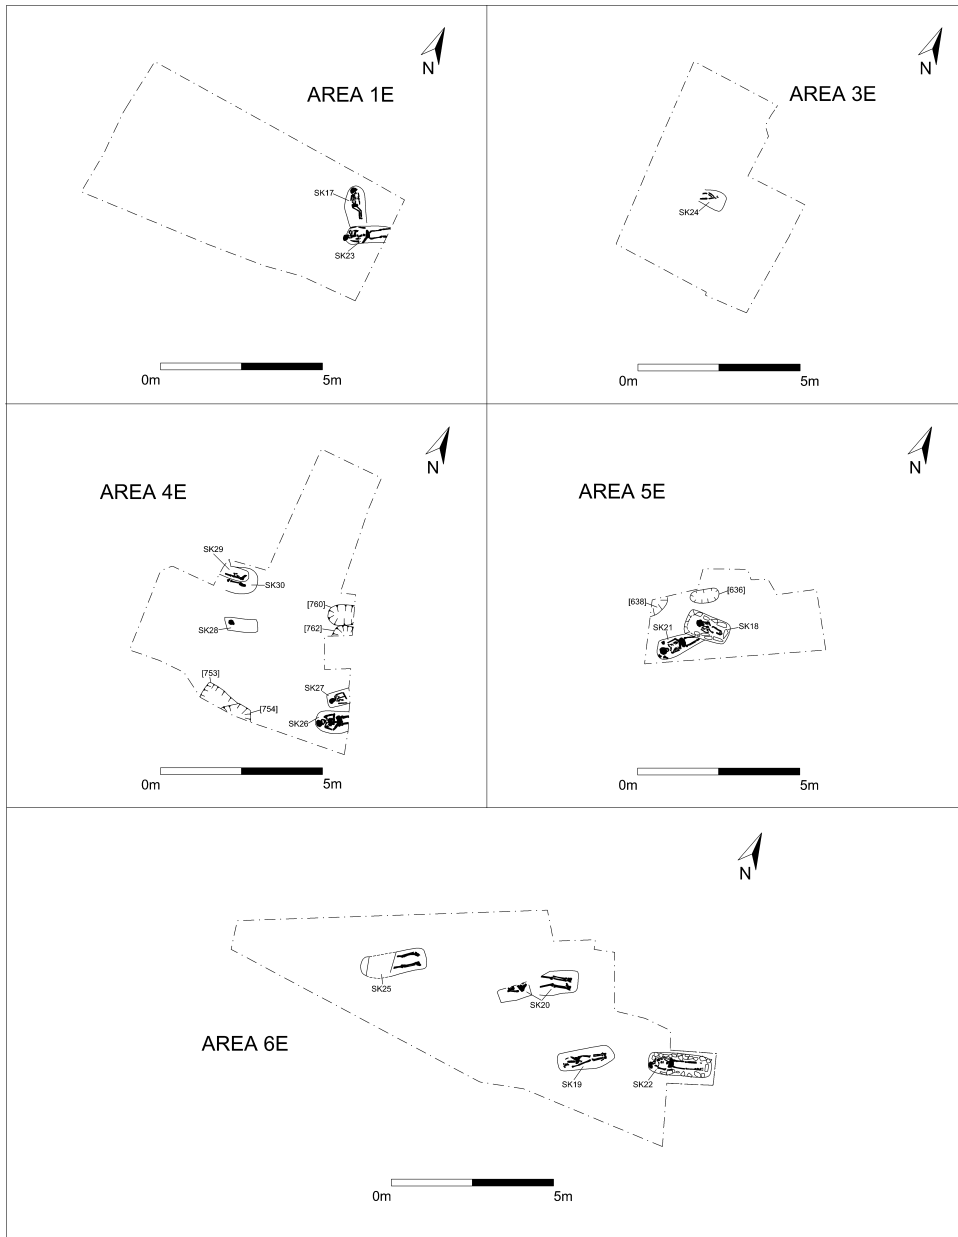 N
AREA 1E
SK17
SK23
0m
5m
N
AREA 3E
SK24
0m
5m
N
AREA 4E
SK29
SK30
[760]
[762]
SK28
[753]
[754]
SK27
SK26
0m
5m
N
AREA 5E
[638]
[636]
SK21
SK18
0m
5m
N
SK25
SK20
AREA 6E
SK19
SK22
0m
5m